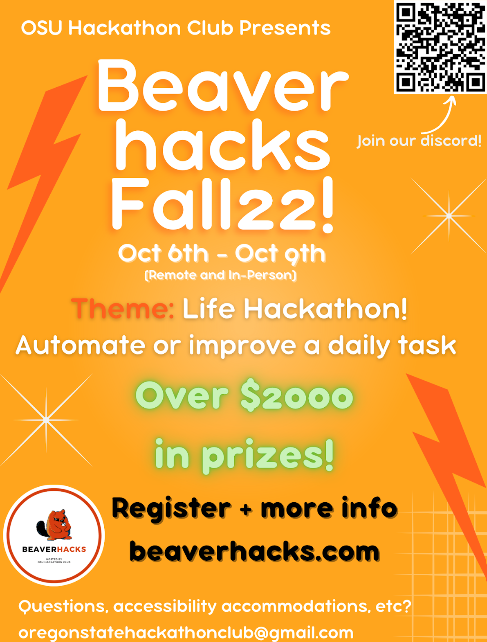 OSU Hackathon Club Presents
Beaver
hacks
Fall22!
Join our discord!
Oct 6th - Oct 9th
(Remote and In-Person)
Theme: Life Hackathon!
Automate or improve a daily task
Over $2000
in prizes!
Register + more info
beaverhacks.com
BEAVERHACKS
Questions, accessibility accommodations, etc?
oregonstatehackathonclub@gmail.com